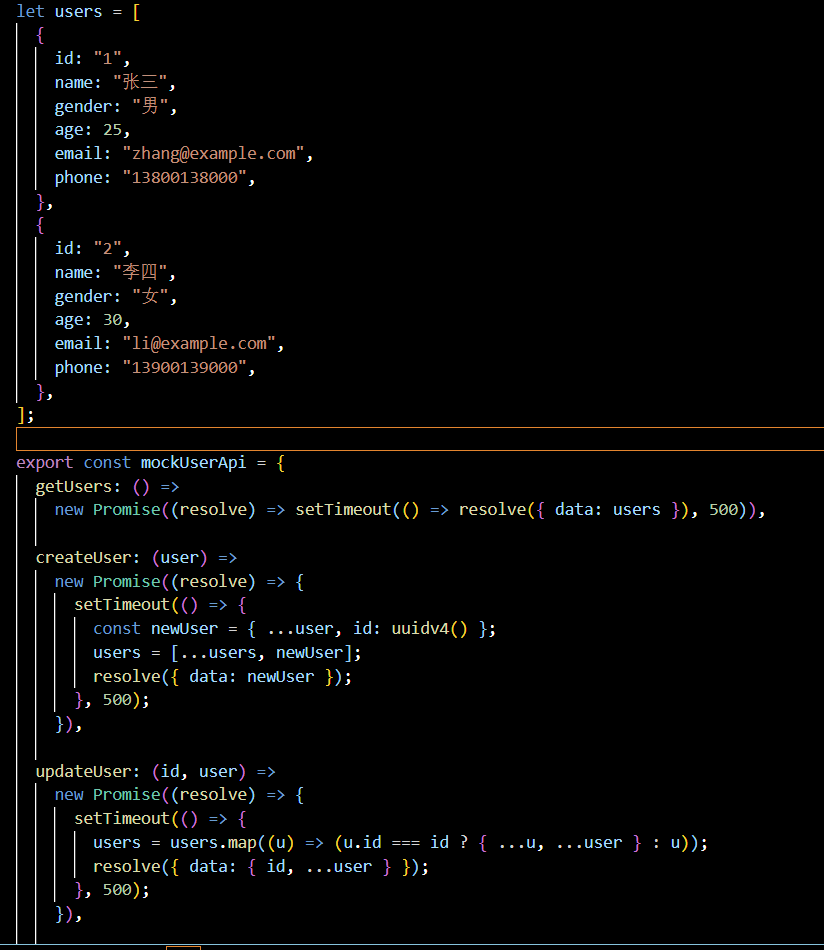 let users = [
  {
    id: "1",
    name: "张三",
    gender: "男",
    age: 25,
    email: "zhang@example.com",
    phone: "13800138000",
  },
  {
    id: "2",
    name: "李四",
    gender: "女",
    age: 30,
    email: "li@example.com",
    phone: "13900139000",
  },
];
export const mockUserApi = {
  getUsers: () =>
    new Promise((resolve) => setTimeout(() => resolve({ data: users }), 500)),
  createUser: (user) =>
    new Promise((resolve) => {
      setTimeout(() => {
        const newUser = { ...user, id: uuidv4() };
        users = [...users, newUser];
        resolve({ data: newUser });
      }, 500);
    }),
  updateUser: (id, user) =>
    new Promise((resolve) => {
      setTimeout(() => {
        users = users.map((u) => (u.id === id ? { ...u, ...user } : u));
        resolve({ data: { id, ...user } });
      }, 500);
    }),